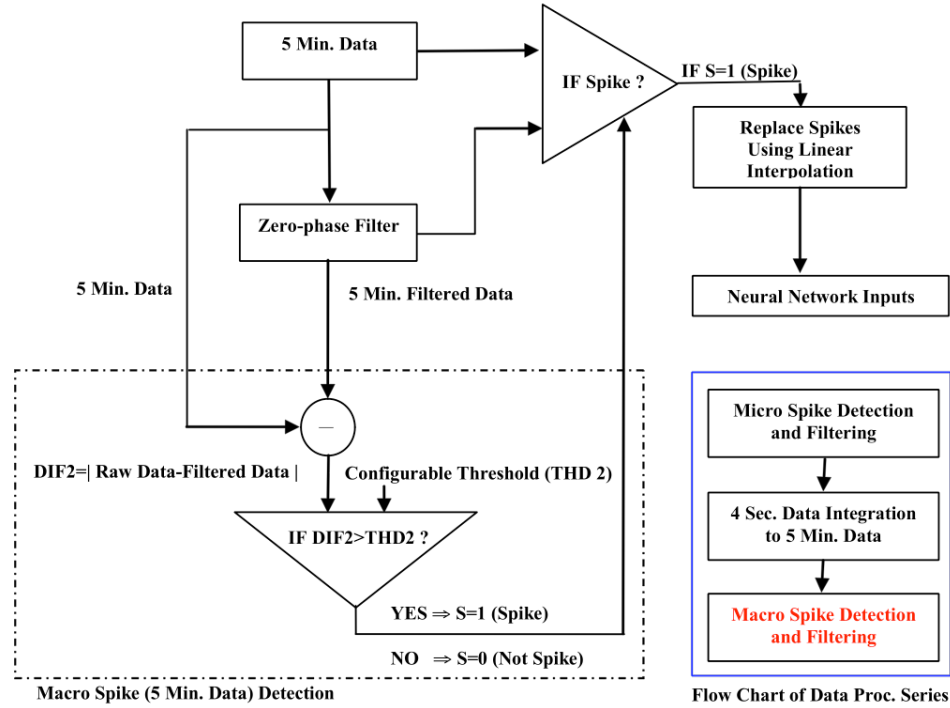 5 Min. Data
IF Spike ?
IF S=1 (Spike)
Replace Spikes
Using Linear
Interpolation
Zero-phase Filter
5 Min. Data
5 Min. Filtered Data
Neural Network Inputs
—
DIF2=| Raw Data-Filtered Data |
Configurable Threshold (THD 2)
IF DIF2>THD2 ?
YES ⇒ S=1 (Spike)
NO ⇒ S=0 (Not Spike)
Macro Spike (5 Min. Data) Detection
Micro Spike Detection
and Filtering
4 Sec. Data Integration
to 5 Min. Data
Macro Spike Detection
and Filtering
Flow Chart of Data Proc. Series